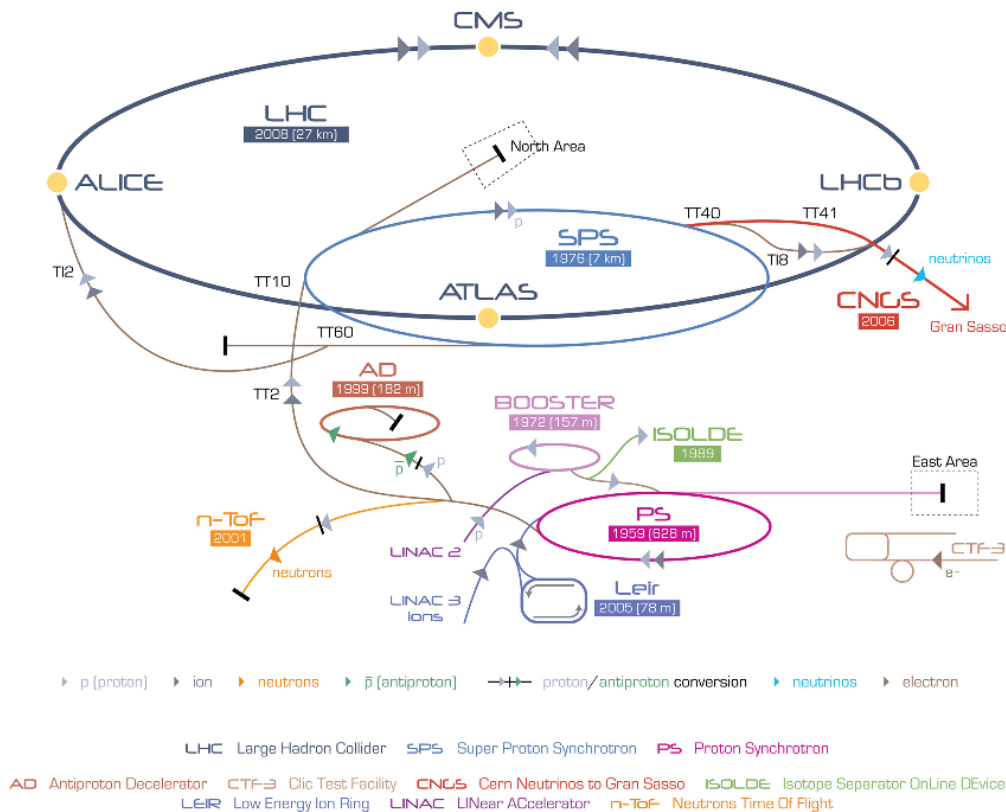 CMS
LHC
2008 (27 km)
North Area
ALICE
LHCb
TT40
TT41
p
SPS
1976 (7 km)
TI8
neutrinos
TI2
TT10
ATLAS
CNGS
2006
Gran Sasso
TT60
AD
1999 (182 m)
TT2
BOOSTER
1972 (157 m)
ISOLDE
1989
p̅
p
East Area
n-ToF
2001
PS
1959 (628 m)
LINAC 2
p
neutrons
CTF-3
e-
LINAC 3
Ions
Leir
2005 (78 m)
p (proton) ion neutrons p̅ (antiproton) proton/antiproton conversion neutrinos electron
LHC Large Hadron Collider SPS Super Proton Synchrotron PS Proton Synchrotron
AD Antiproton Decelerator CTF-3 Clic Test Facility CNGS Cern Neutrinos to Gran Sasso ISOLDE Isotope Separator OnLine DEvice
LEIR Low Energy Ion Ring LINAC LINear ACcelerator n-ToF Neutrons Time Of Flight